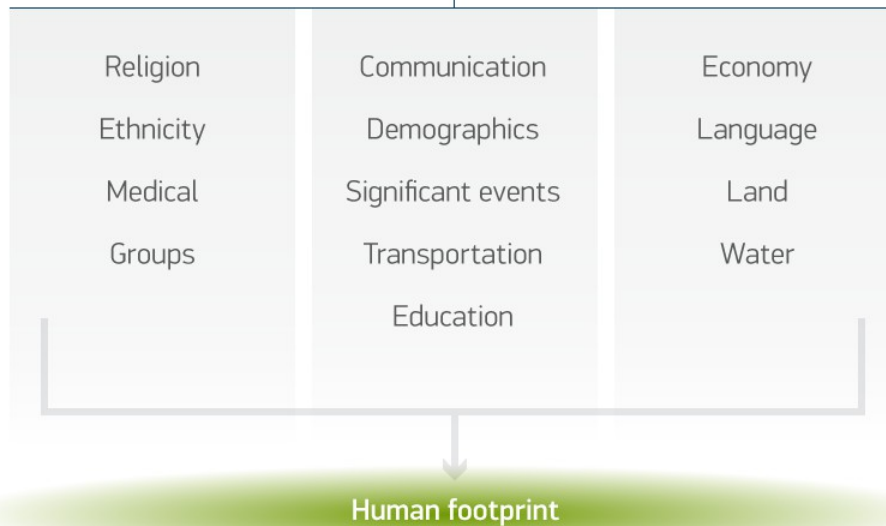 Religion
Ethnicity
Medical
Groups
Communication
Demographics
Significant events
Transportation
Education
Economy
Language
Land
Water
Human footprint